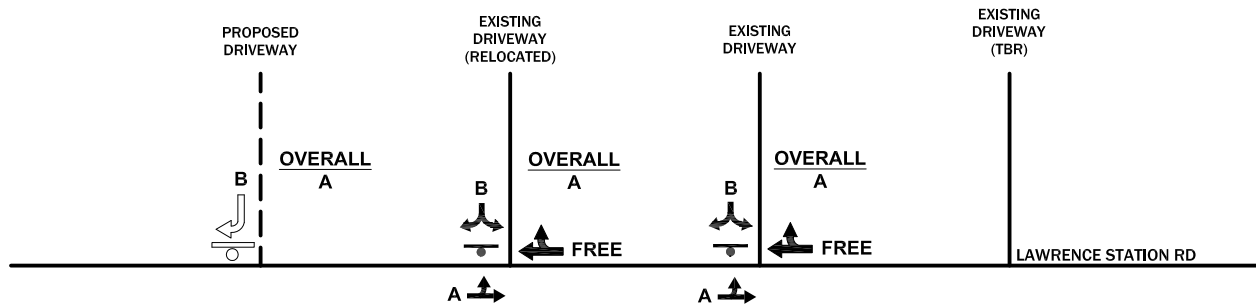 PROPOSED
DRIVEWAY
EXISTING
DRIVEWAY
(RELOCATED)
EXISTING
DRIVEWAY
EXISTING
DRIVEWAY
(TBR)
B
OVERALL
A
B
OVERALL
A
FREE
A
B
OVERALL
A
FREE
A
LAWRENCE STATION RD